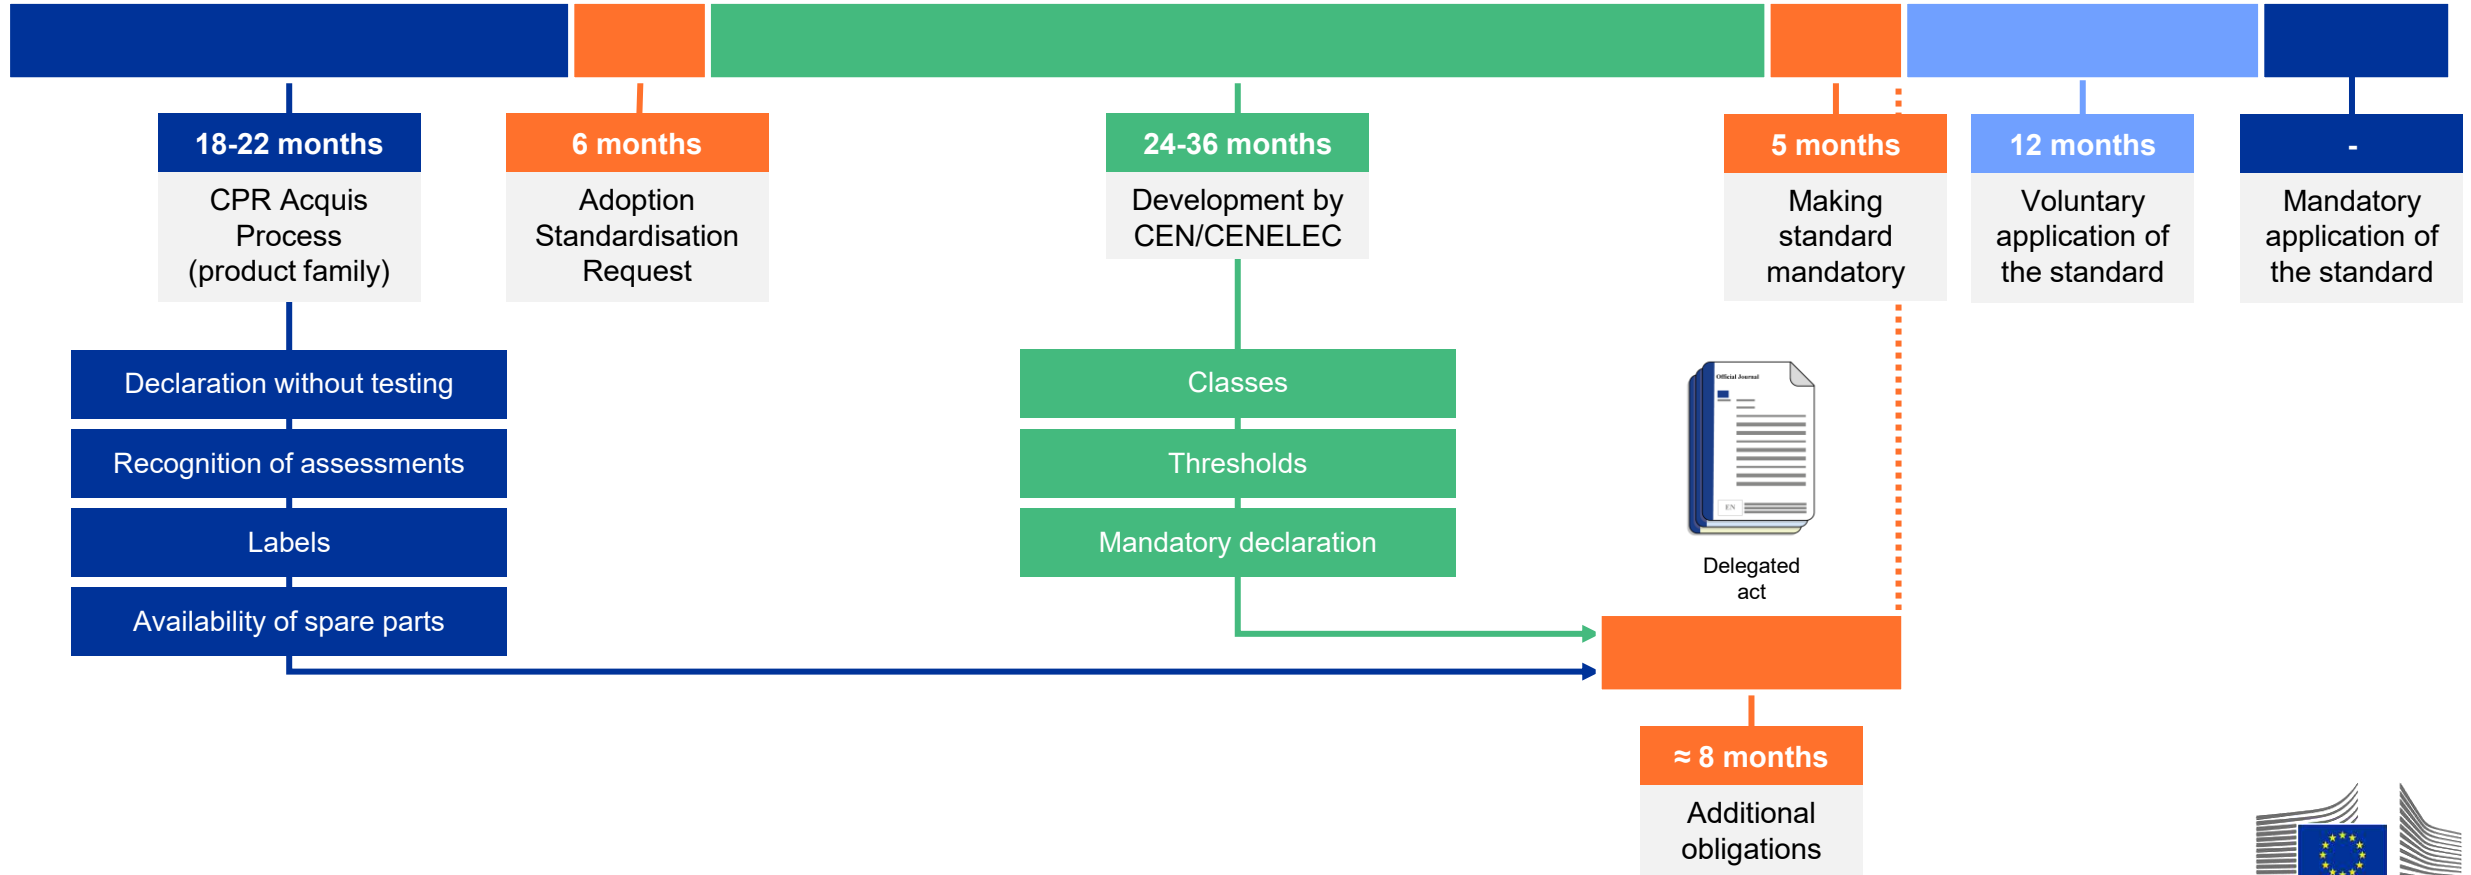 18-22 months
CPR Acquis
Process
(product family)
6 months
Adoption
Standardisation
Request
24-36 months
Development by
CEN/CENELEC
5 months
Making
standard
mandatory
12 months
Voluntary
application of
the standard
-
Mandatory
application of
the standard
Declaration without testing
Recognition of assessments
Labels
Availability of spare parts
Classes
Thresholds
Mandatory declaration
Official Journal
EN
Delegated
act
≈ 8 months
Additional
obligations